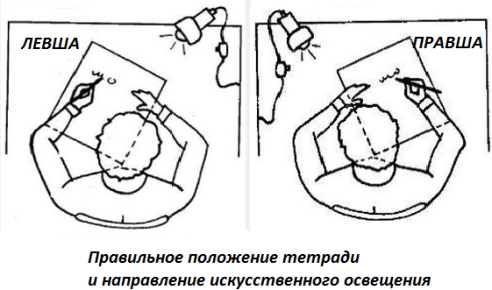 ЛЕВША
ПРАВША
Правильное положение тетради
и направление искусственного освещения